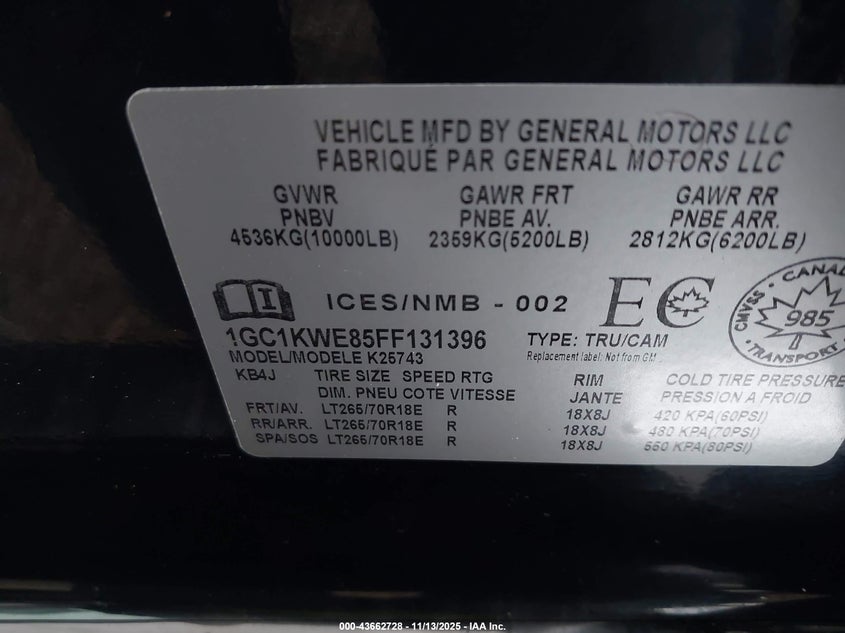 VEHICLE MFD BY GENERAL MOTORS LLC
FABRIQUÉ PAR GENERAL MOTORS LLC
GVWR GAWR FRT GAWR RR
PNBV PNBE AV. PNBE ARR.
4536KG(10000LB) 2359KG(5200LB) 2812KG(6200LB)
ICES/NMB - 002 EC
CANAD
CMVSS 985
TRANSPORT
1GC1KWE85FF131396 TYPE: TRU/CAM
MODEL/MODELE K25743 Replacement label: Not from GM
KB4J TIRE SIZE SPEED RTG RIM COLD TIRE PRESSURE
DIM. PNEU COTE VITESSE JANTE PRESSION A FROID
FRT/AV. LT265/70R18E R 18X8J 420 KPA(60PSI)
RR/ARR. LT265/70R18E R 18X8J 480 KPA(70PSI)
SPA/SOS LT265/70R18E R 18X8J 550 KPA(80PSI)
000-43662728 - 11/13/2025 - IAA Inc.